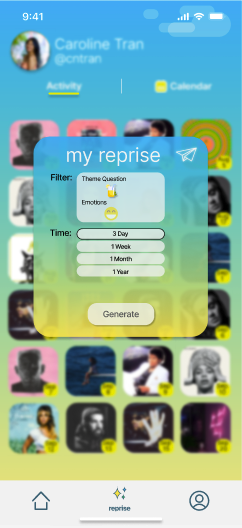 9:41
Caroline Tran
@cntran
Activity
Calendar
my reprise
Filter:
Theme Question
Emotions
Time:
3 Day
1 Week
1 Month
1 Year
Generate
reprise